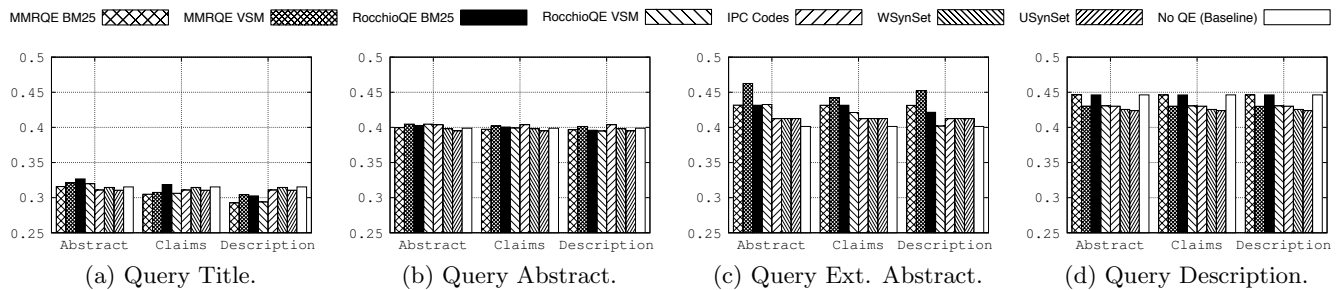 MMRQE BM25 MMRQE VSM RocchioQE BM25 RocchioQE VSM IPC Codes WSynSet USynSet No QE (Baseline)
0.5 0.5 0.5 0.5
0.45 0.45 0.45 0.45
0.4 0.4 0.4 0.4
0.35 0.35 0.35 0.35
0.3 0.3 0.3 0.3
0.25 0.25 0.25 0.25
Abstract Claims Description Abstract Claims Description Abstract Claims Description Abstract Claims Description
(a) Query Title. (b) Query Abstract. (c) Query Ext. Abstract. (d) Query Description.